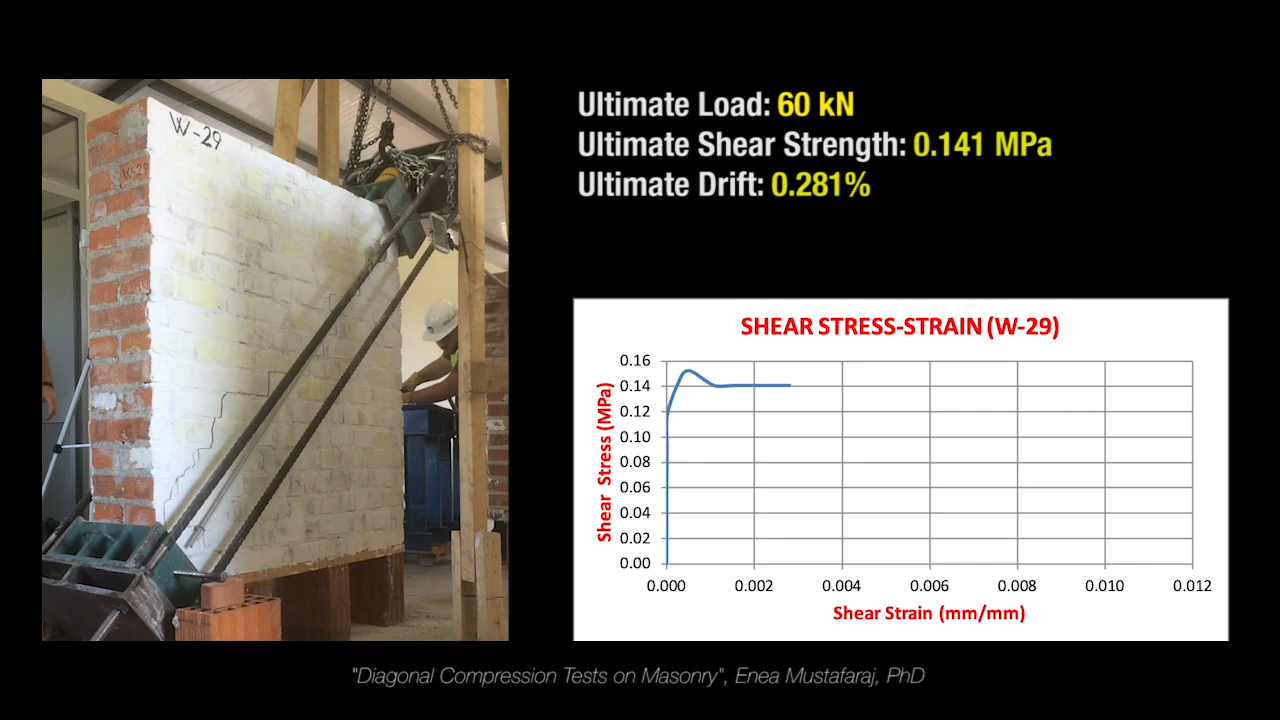 W-29
W-29
Ultimate Load: 60 kN
Ultimate Shear Strength: 0.141 MPa
Ultimate Drift: 0.281%
SHEAR STRESS-STRAIN (W-29)
Shear Stress (MPa)
0.16
0.14
0.12
0.10
0.08
0.06
0.04
0.02
0.00
0.000 0.002 0.004 0.006 0.008 0.010 0.012
Shear Strain (mm/mm)
"Diagonal Compression Tests on Masonry", Enea Mustafaraj, PhD